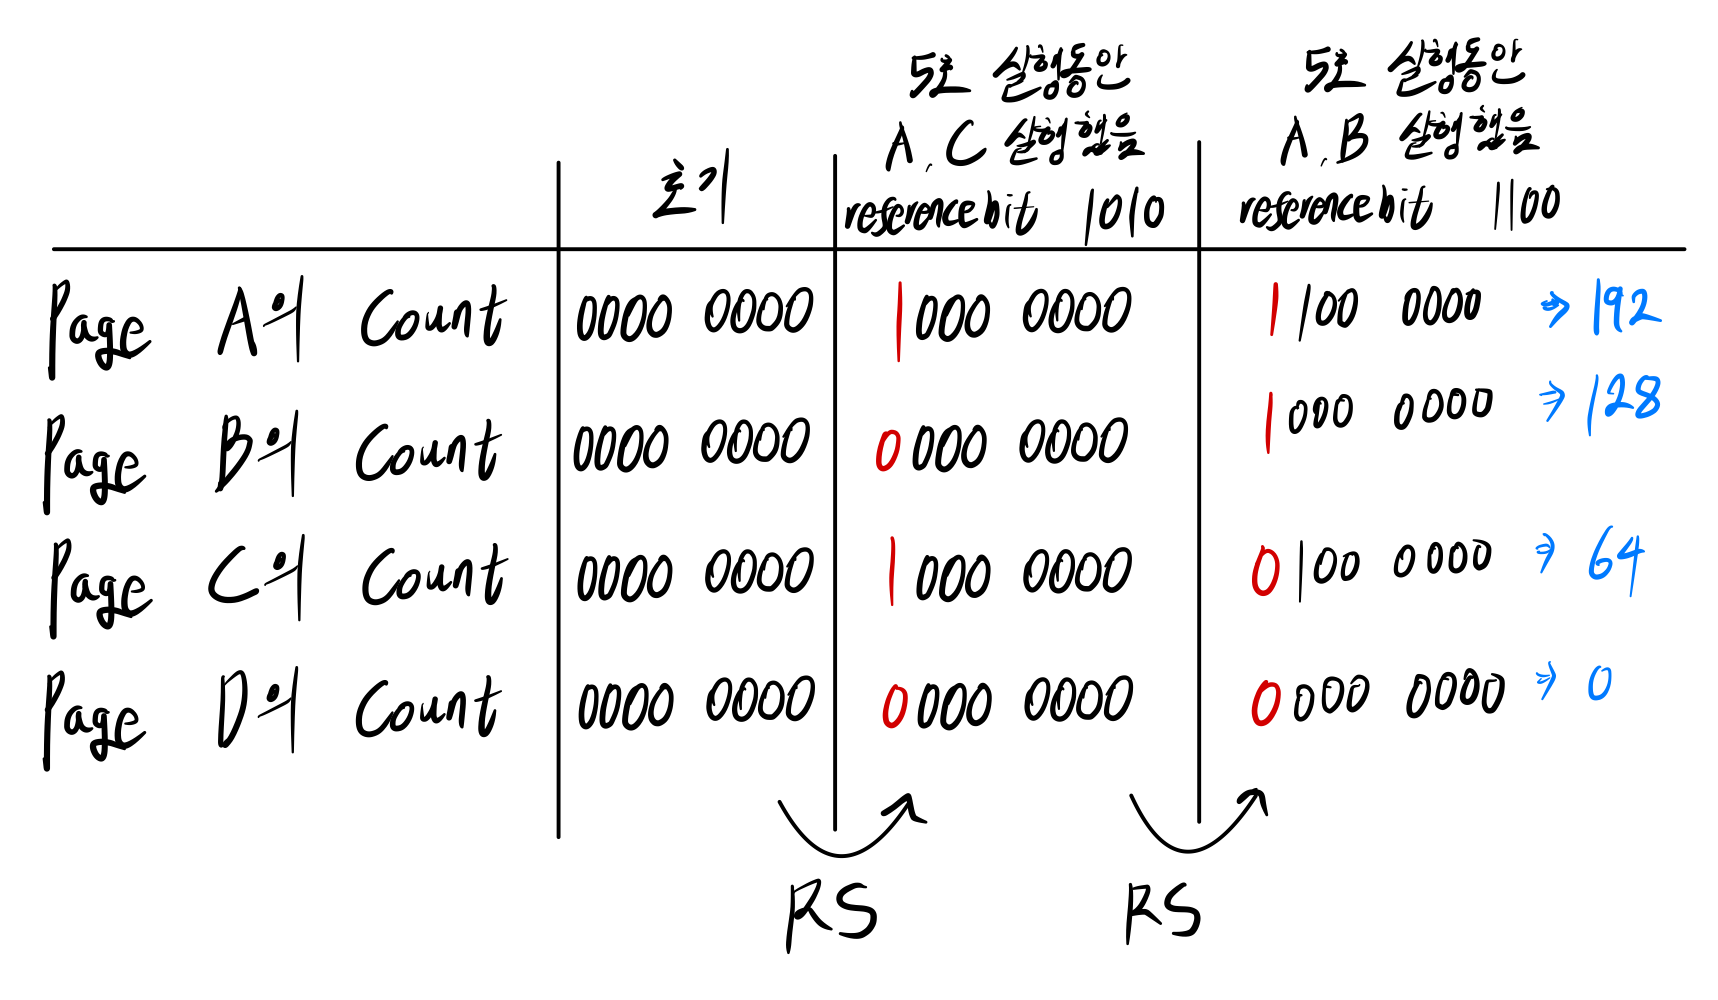 초기
5초 실행동안
A, C 실행했음
reference bit 1010
5초 실행동안
A, B 실행했음
reference bit 1100
Page A의 Count 0000 0000 1000 0000 1100 0000 ⇒ 192
Page B의 Count 0000 0000 0000 0000 1000 0000 ⇒ 128
Page C의 Count 0000 0000 1000 0000 0100 0000 ⇒ 64
Page D의 Count 0000 0000 0000 0000 0000 0000 ⇒ 0
RS RS